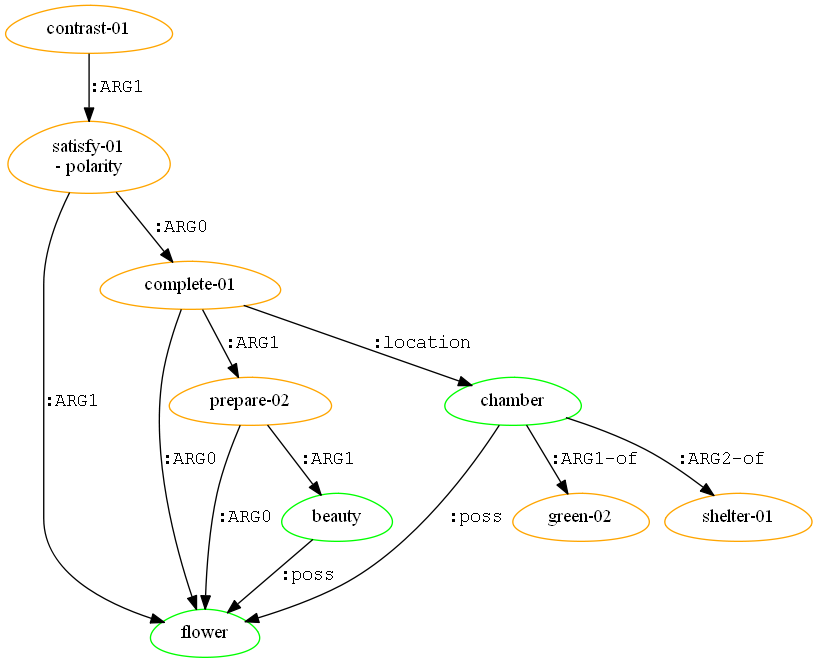 contrast-01
:ARG1
satisfy-01
- polarity
:ARG0
complete-01
:ARG1
:location
:ARG1
prepare-02
chamber
:ARG0
:ARG1
:ARG1-of
:ARG2-of
:ARG0
beauty
:poss
green-02
shelter-01
:poss
flower